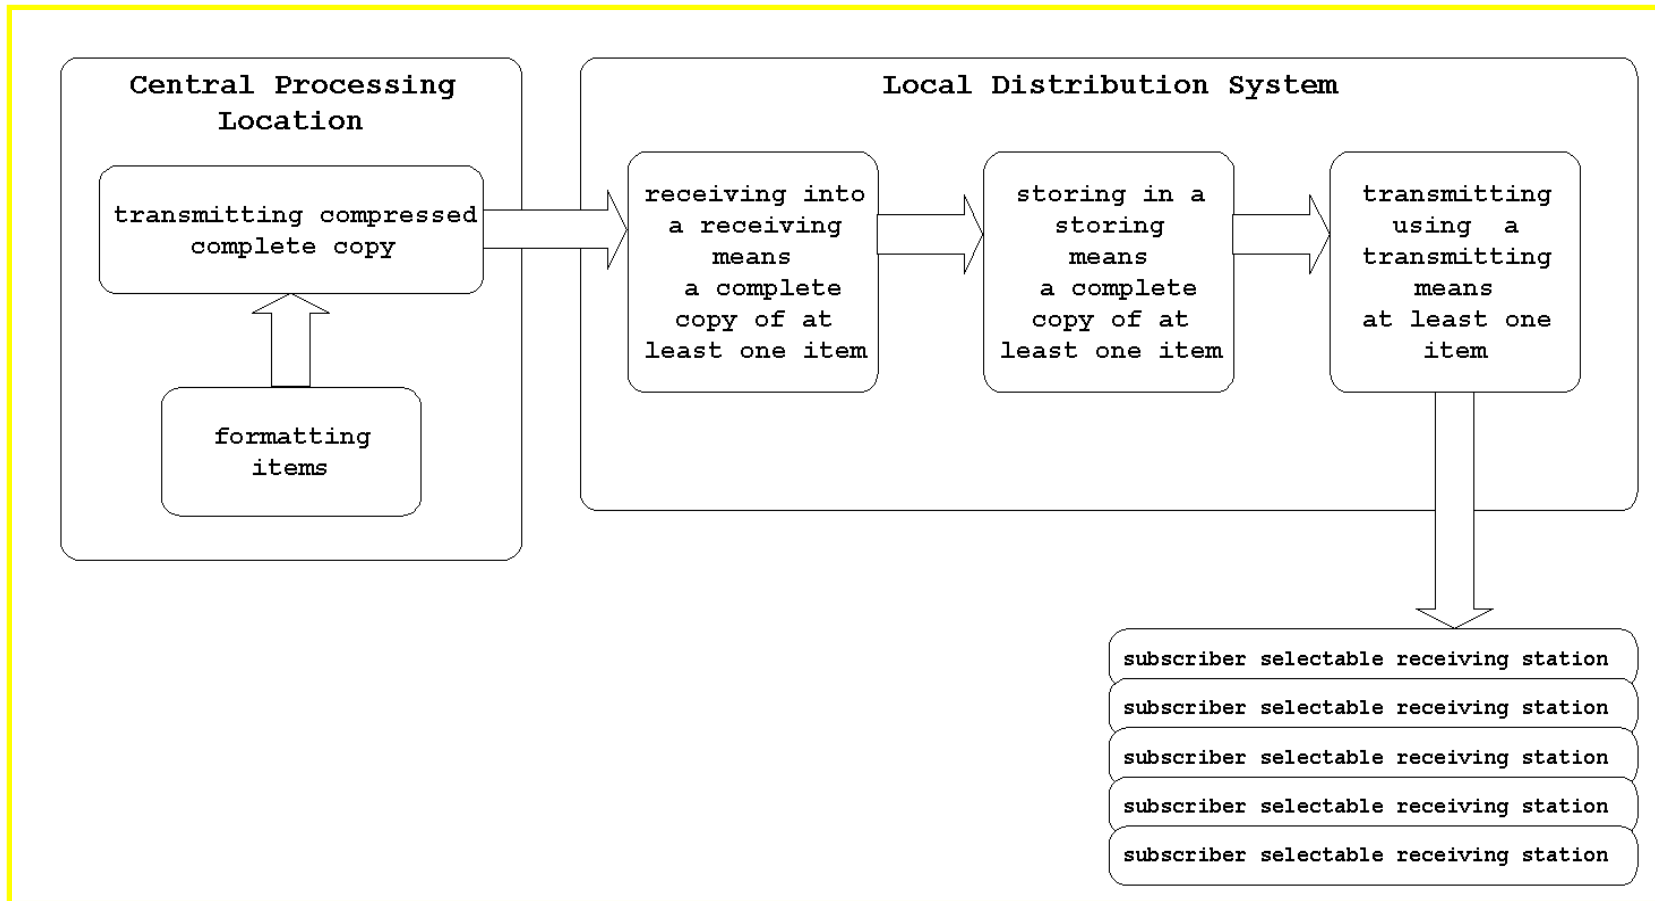 Central Processing
Location
transmitting compressed
complete copy
formatting
items
Local Distribution System
receiving into
a receiving
means
a complete
copy of at
least one item
storing in a
storing
means
a complete
copy of at
least one item
transmitting
using a
transmitting
means
at least one
item
subscriber selectable receiving station
subscriber selectable receiving station
subscriber selectable receiving station
subscriber selectable receiving station
subscriber selectable receiving station